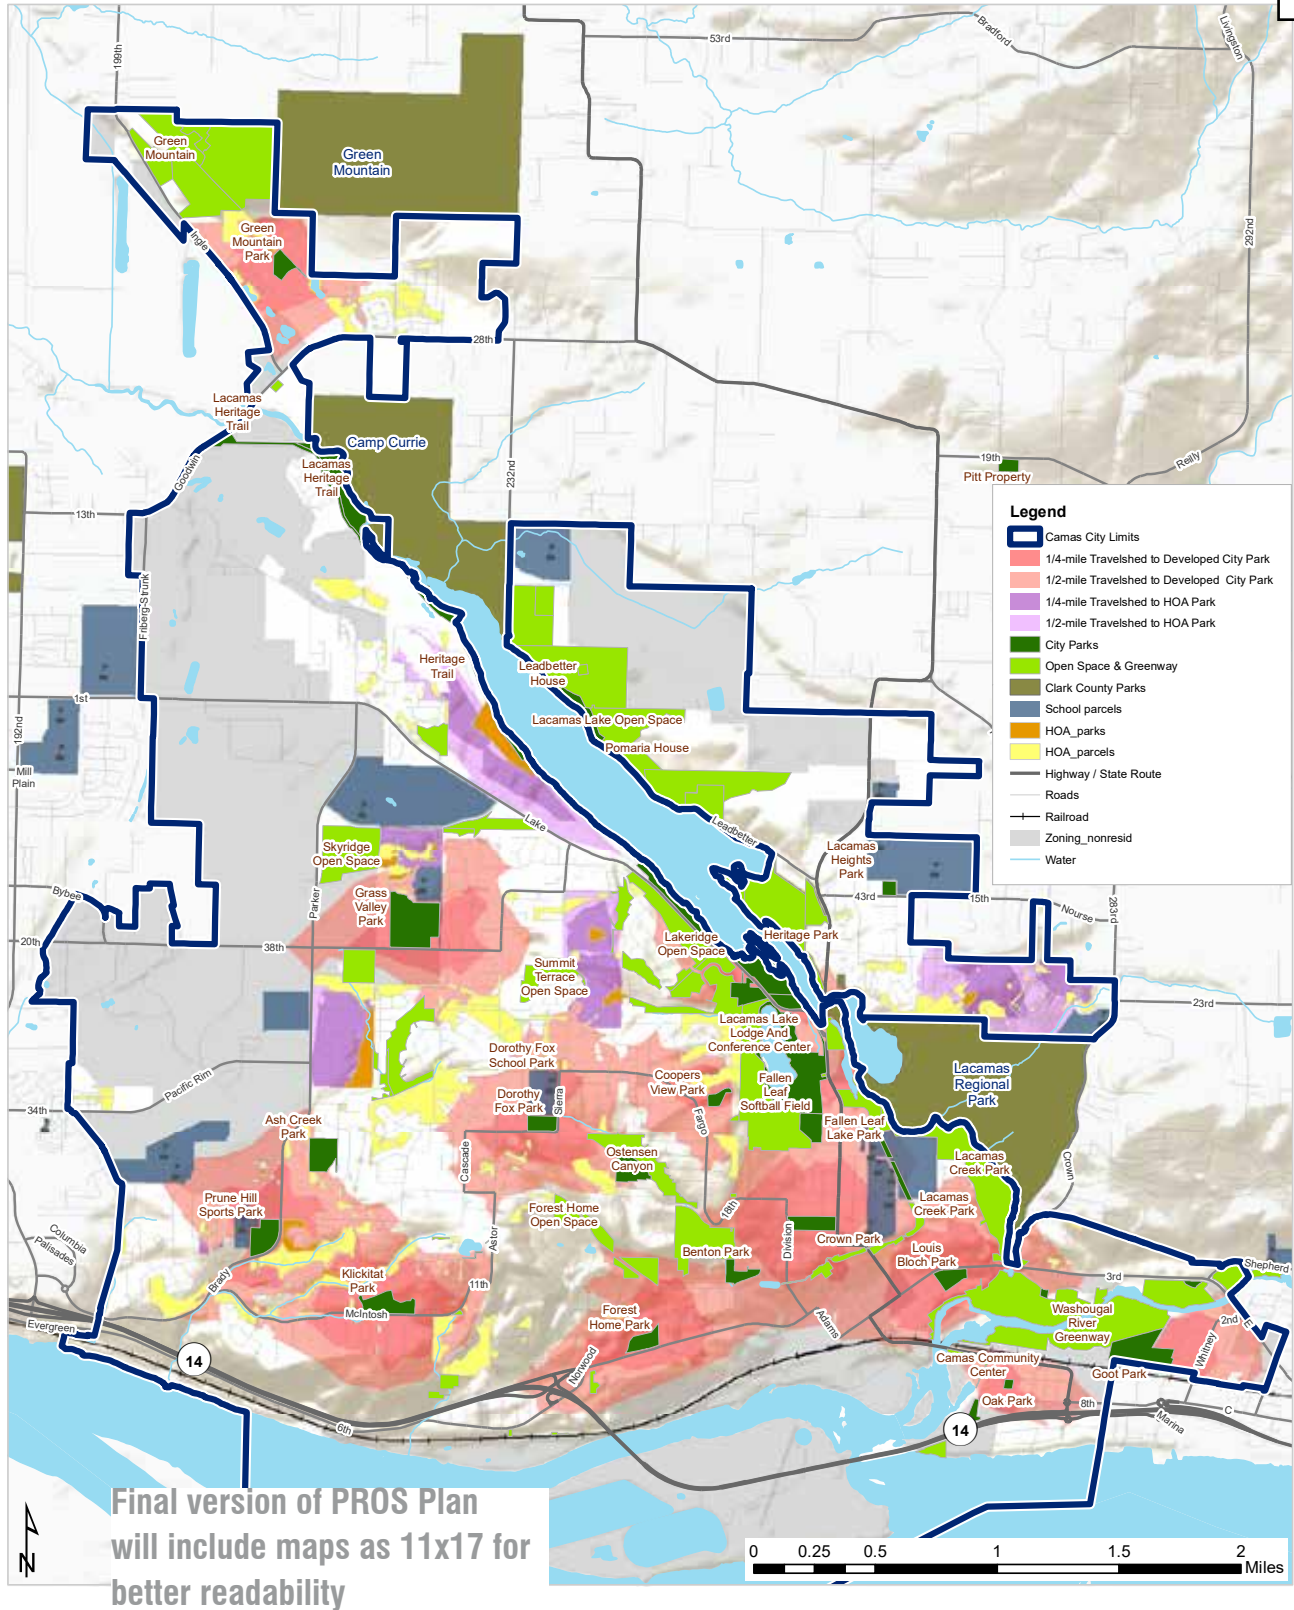 53rd
Bradford
Livingston
199th
Green
Mountain
Green
Mountain
Green
Mountain
Park
Ingle
292nd
28th
Lacamas
Heritage
Trail
Camp Currie
Goodwin
Lacamas
Heritage
Trail
232nd
19th
Reilly
Pitt Property
13th
Legend
Camas City Limits
1/4-mile Travelshed to Developed City Park
1/2-mile Travelshed to Developed City Park
1/4-mile Travelshed to HOA Park
1/2-mile Travelshed to HOA Park
City Parks
Open Space & Greenway
Clark County Parks
School parcels
HOA_parks
HOA_parcels
Highway / State Route
Roads
Railroad
Zoning_nonresid
Water
Friberg-Strunk
Heritage
Trail
Leadbetter
House
1st
192nd
Lacamas Lake Open Space
Pomaria House
Mill
Plain
Lake
Leadbetter
Skyridge
Open Space
Lacamas
Heights
Park
Bybee
Parker
Grass
Valley
Park
43rd
15th
Nourse
283rd
20th
38th
Lakeridge
Open Space
Heritage Park
Summit
Terrace
Open Space
23rd
Lacamas Lake
Lodge And
Conference Center
Dorothy Fox
School Park
Pacific Rim
Coopers
View Park
Fallen
Leaf
Softball Field
Lacamas
Regional
Park
Dorothy
Fox Park
Sierra
34th
Ash Creek
Park
Fargo
Fallen Leaf
Lake Park
Cascade
Ostensen
Canyon
Lacamas
Creek Park
Crown
Prune Hill
Sports Park
Forest Home
Open Space
18th
Lacamas
Creek Park
Columbia
Palisades
Astor
Division
Crown Park
Benton Park
Louis
Bloch Park
Brady
Klickitat
Park
11th
3rd
Shepherd
McIntosh
Forest
Home Park
Adams
Washougal
River
Greenway
2nd
E
Evergreen
Whitney
14
Norwood
Camas Community
Center
Goot Park
Oak Park
8th
C
Marina
6th
14
Final version of PROS Plan
will include maps as 11x17 for
better readability
N
0 0.25 0.5 1 1.5 2
Miles